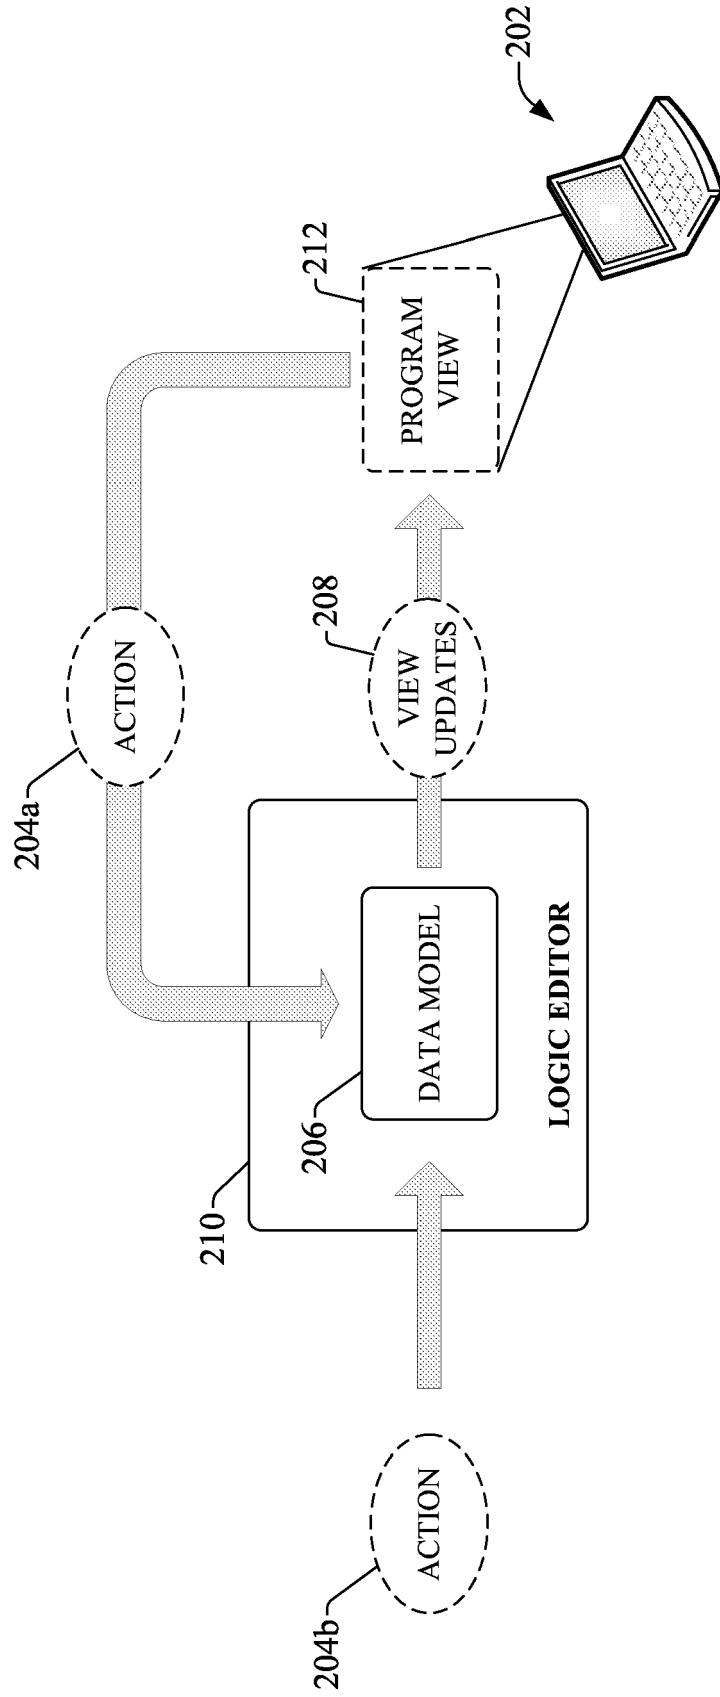 204a
ACTION
212
202
208
210
206
VIEW
UPDATES
PROGRAM
VIEW
204b
ACTION
DATA MODEL
LOGIC EDITOR